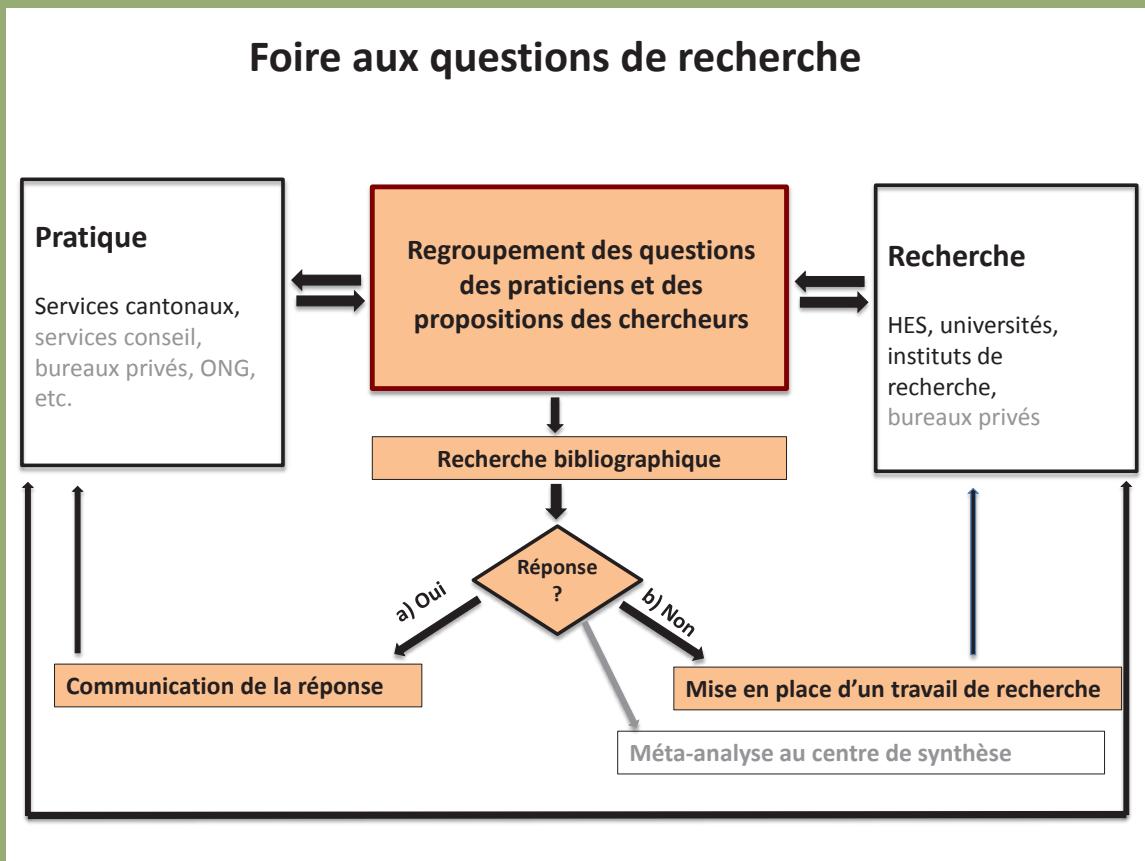 Foire aux questions de recherche
Pratique
Services cantonaux,
services conseil,
bureaux privés, ONG,
etc.
Regroupement des questions
des praticiens et des
propositions des chercheurs
Recherche
HES, universités,
instituts de
recherche,
bureaux privés
Recherche bibliographique
Réponse
?
a) Oui
b) Non
Communication de la réponse
Mise en place d’un travail de recherche
Méta-analyse au centre de synthèse